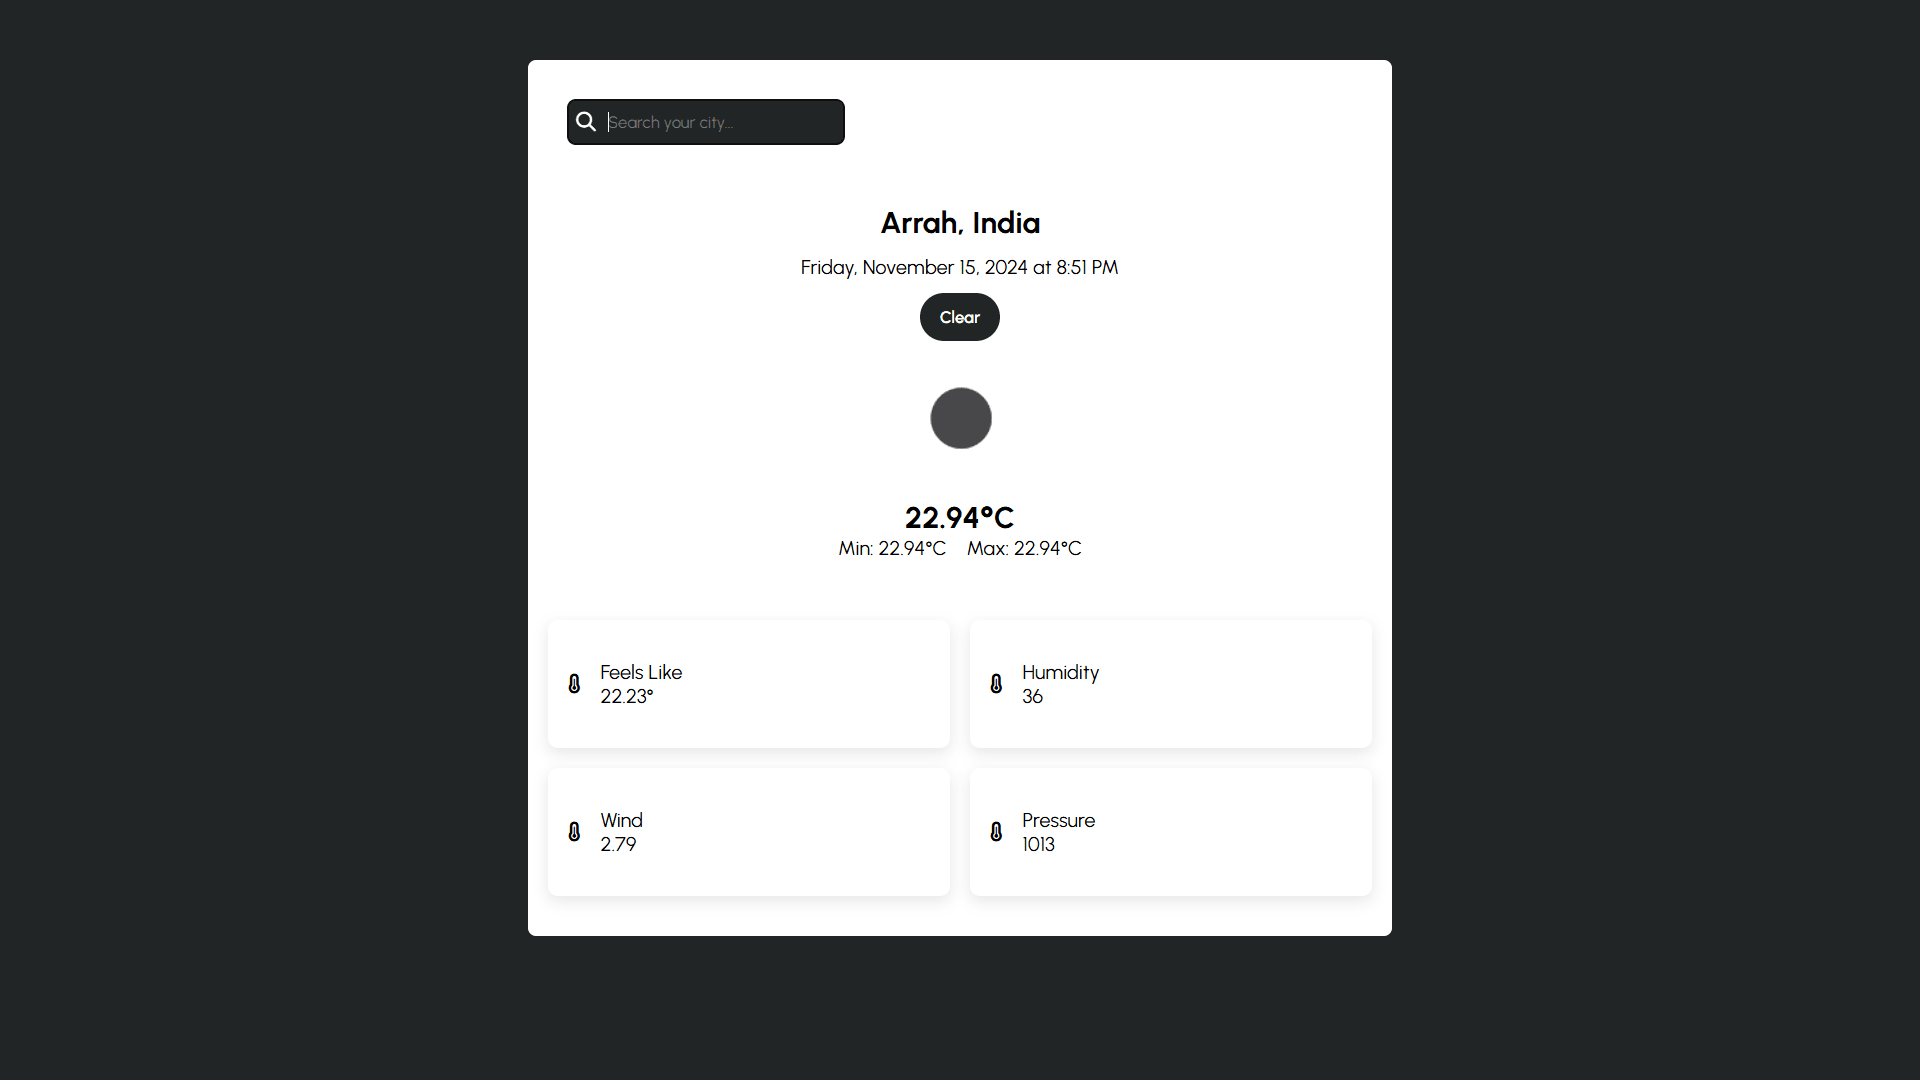 Search your city...
Arrah, India
Friday, November 15, 2024 at 8:51 PM
Clear
22.94°C
Min: 22.94°C Max: 22.94°C
Feels Like
22.23°
Humidity
36
Wind
2.79
Pressure
1013